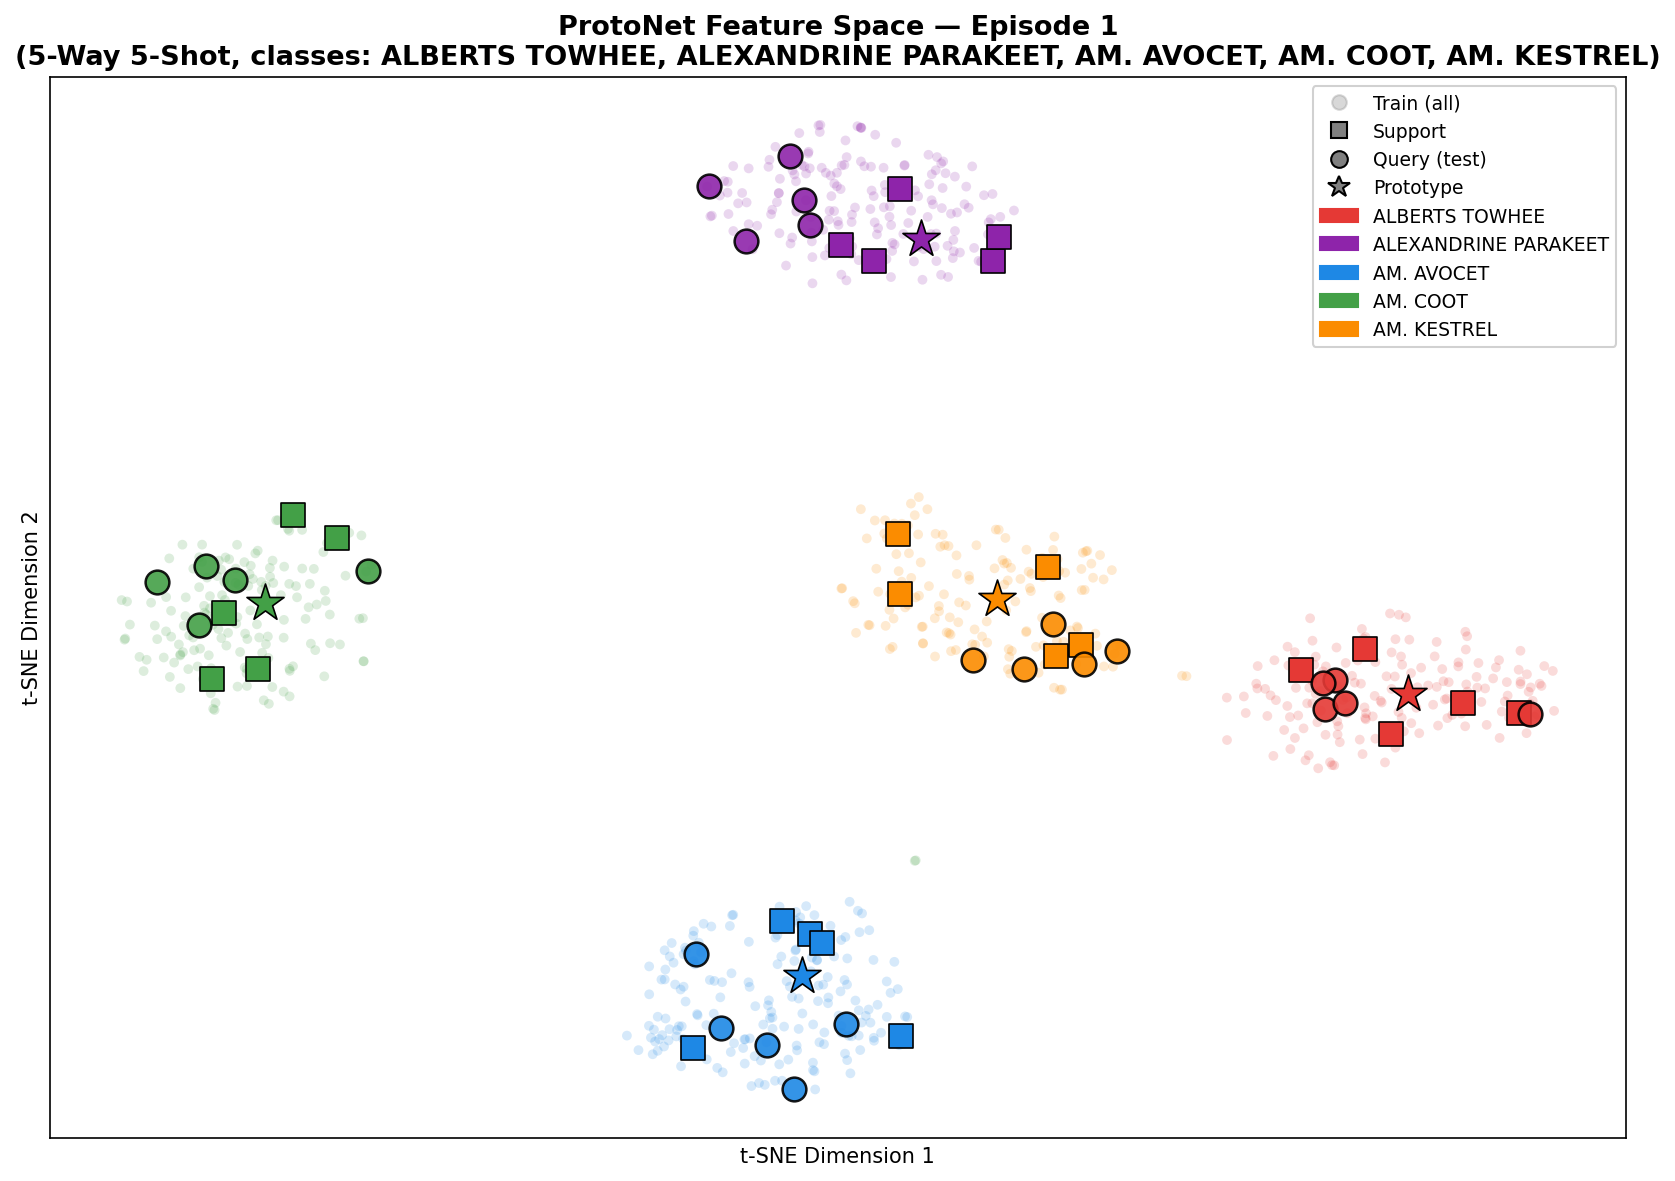 ProtoNet Feature Space — Episode 1
(5-Way 5-Shot, classes: ALBERTS TOWHEE, ALEXANDRINE PARAKEET, AM. AVOCET, AM. COOT, AM. KESTREL)
Train (all)
Support
Query (test)
Prototype
ALBERTS TOWHEE
ALEXANDRINE PARAKEET
AM. AVOCET
AM. COOT
AM. KESTREL
t-SNE Dimension 2
t-SNE Dimension 1